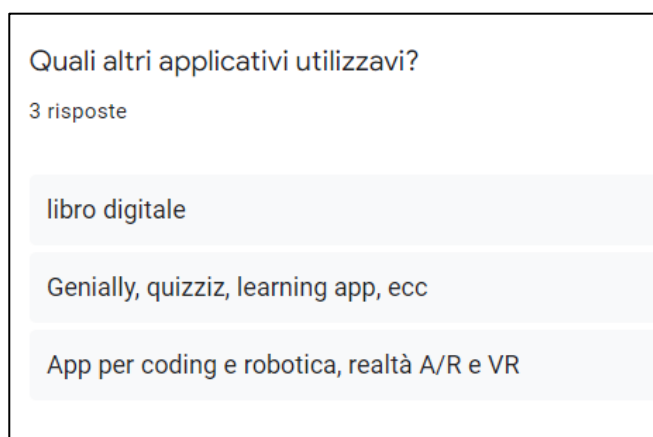 Quali altri applicativi utilizzavi?
3 risposte
libro digitale
Genially, quizziz, learning app, ecc
App per coding e robotica, realtà A/R e VR